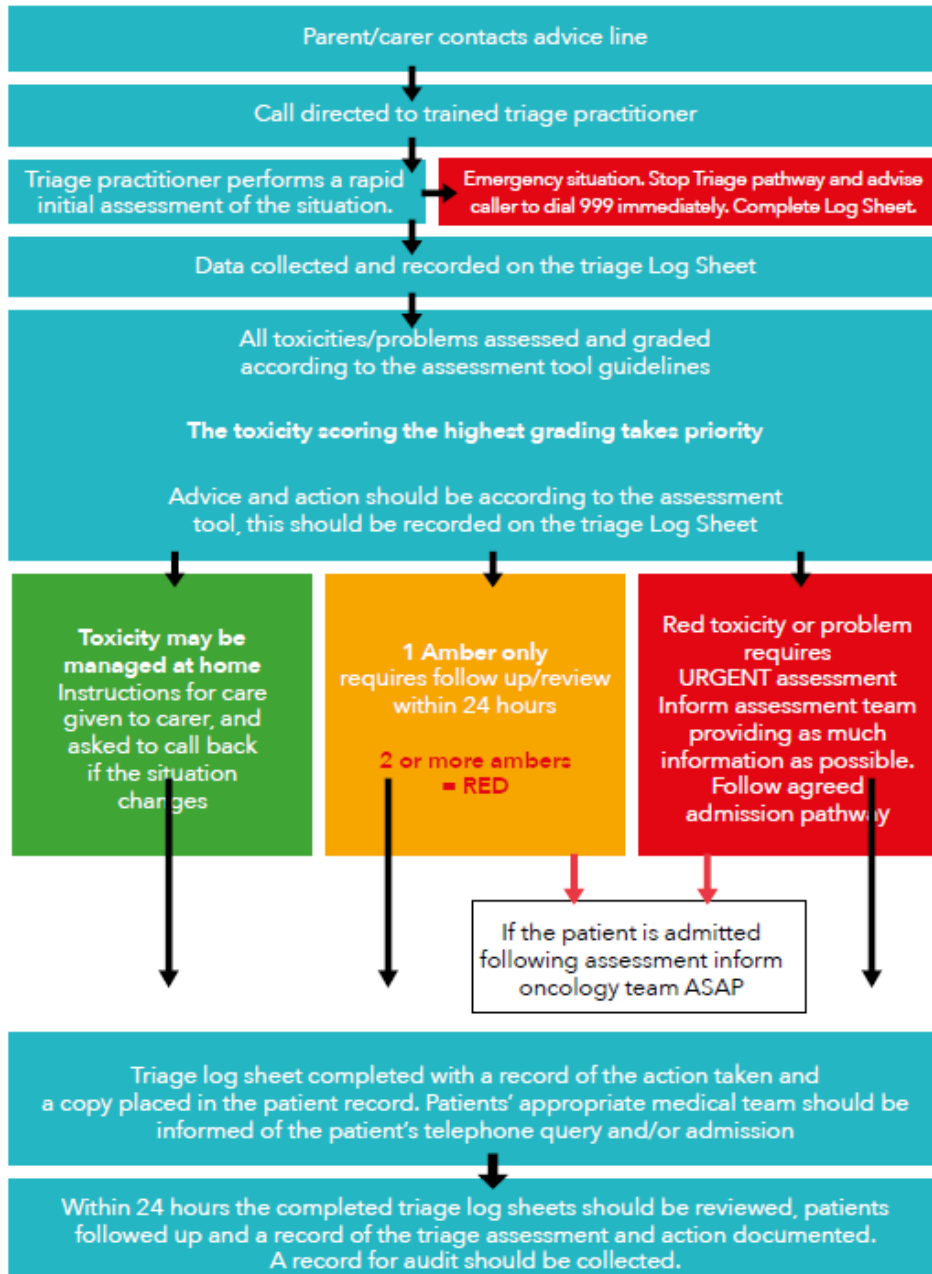 Parent/carer contacts advice line
Call directed to trained triage practitioner
Triage practitioner performs a rapid
initial assessment of the situation.
Emergency situation. Stop Triage pathway and advise
caller to dial 999 immediately. Complete Log Sheet.
Data collected and recorded on the triage Log Sheet
All toxicities/problems assessed and graded
according to the assessment tool guidelines
The toxicity scoring the highest grading takes priority
Advice and action should be according to the assessment
tool, this should be recorded on the triage Log Sheet
Toxicity may be
managed at home
Instructions for care
given to carer, and
asked to call back
if the situation
changes
1 Amber only
requires follow up/review
within 24 hours
2 or more ambers
= RED
Red toxicity or problem
requires
URGENT assessment
Inform assessment team
providing as much
information as possible.
Follow agreed
admission pathway
If the patient is admitted
following assessment inform
oncology team ASAP
Triage log sheet completed with a record of the action taken and
a copy placed in the patient record. Patients' appropriate medical team should be
informed of the patient's telephone query and/or admission
Within 24 hours the completed triage log sheets should be reviewed, patients
followed up and a record of the triage assessment and action documented.
A record for audit should be collected.